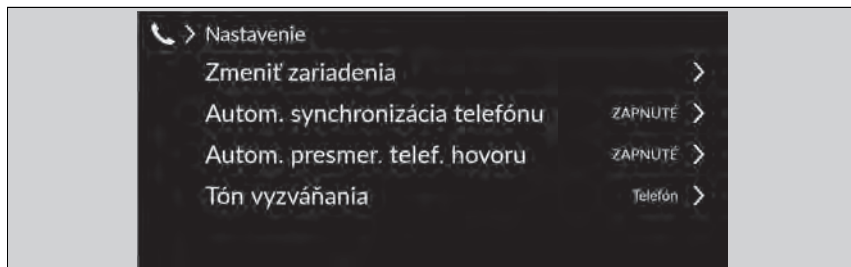 Nastavenie
Zmeniť zariadenia
Autom. synchronizácia telefónu ZAPNUTÉ
Autom. presmer. telef. hovoru ZAPNUTÉ
Tón vyzváňania Telefón